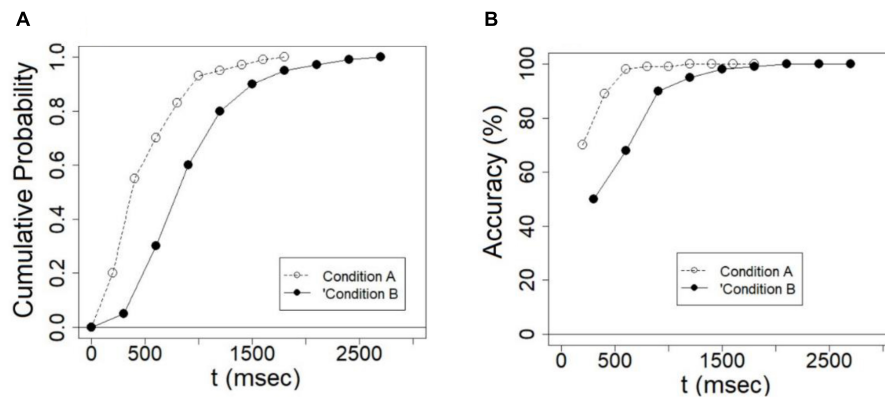 A
Cumulative Probability
1.0
0.8
0.6
0.4
0.2
0.0
Condition A
'Condition B
0 500 1500 2500
t (msec)
B
Accuracy (%)
100
80
60
40
20
0
Condition A
'Condition B
0 500 1500 2500
t (msec)